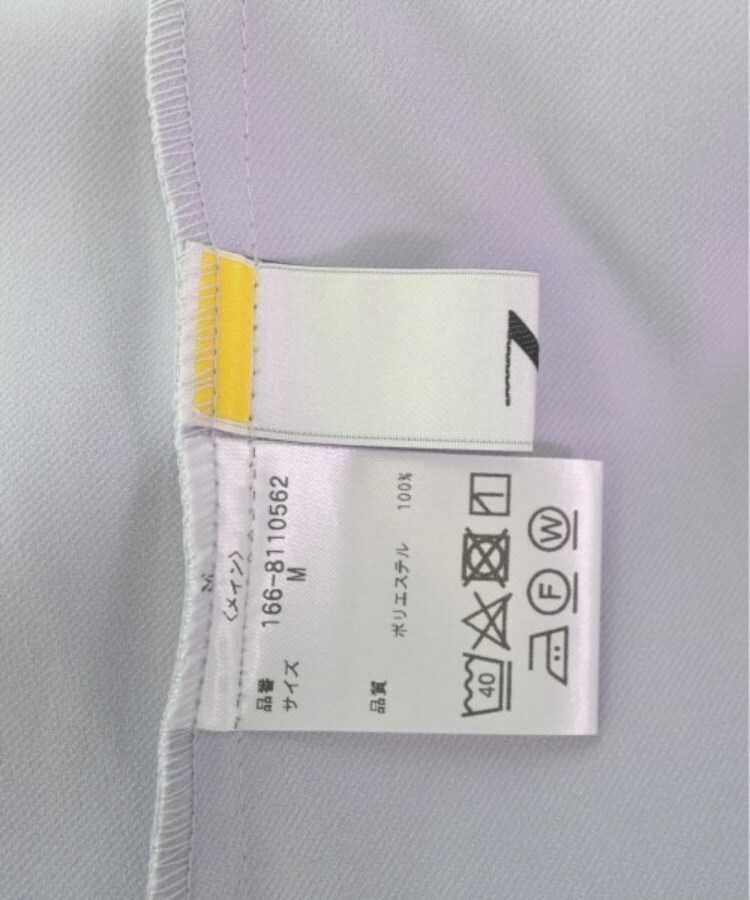 〈メイン〉
品番 166-8110562
サイズ M
品質 ポリエステル 100%
40
F W